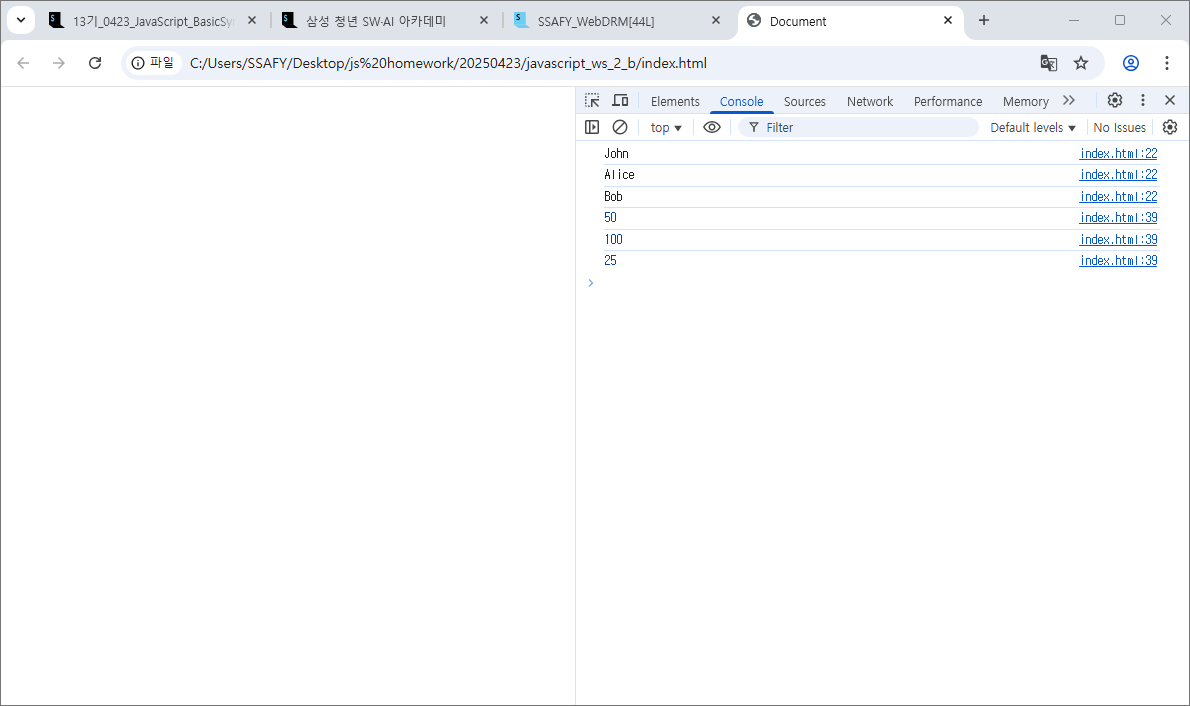 13기_0423_JavaScript_BasicSyn
삼성 청년 SW·AI 아카데미
SSAFY_WebDRM[44L]
Document
파일
C:/Users/SSAFY/Desktop/js%20homework/20250423/javascript_ws_2_b/index.html
Elements Console Sources Network Performance Memory
top Filter Default levels No Issues
John index.html:22
Alice index.html:22
Bob index.html:22
50 index.html:39
100 index.html:39
25 index.html:39